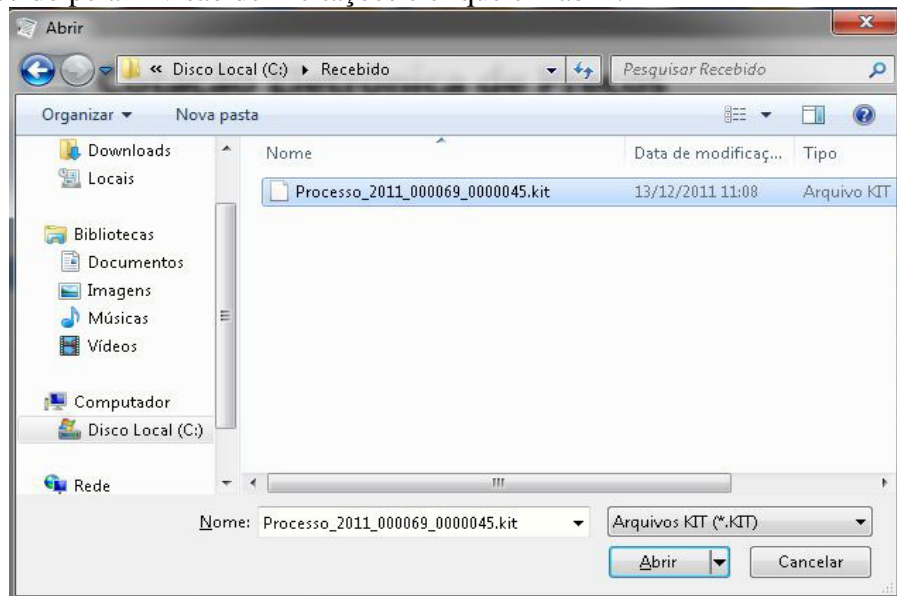 Abrir
« Disco Local (C:) ▸ Recebido
Pesquisar Recebido
Organizar
Nova pasta
Downloads
Locais
Bibliotecas
Documentos
Imagens
Músicas
Vídeos
Computador
Disco Local (C:)
Rede
Nome Data de modificaç... Tipo
Processo_2011_000069_0000045.kit 13/12/2011 11:08 Arquivo KIT
Nome: Processo_2011_000069_0000045.kit Arquivos KIT (*.KIT)
Abrir Cancelar